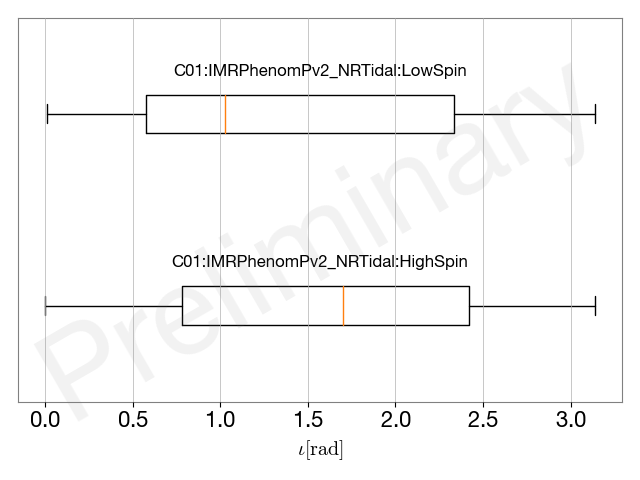 C01:IMRPhenomPv2_NRTidal:LowSpin
Preliminary
C01:IMRPhenomPv2_NRTidal:HighSpin
0.0 0.5 1.0 1.5 2.0 2.5 3.0
ι[rad]